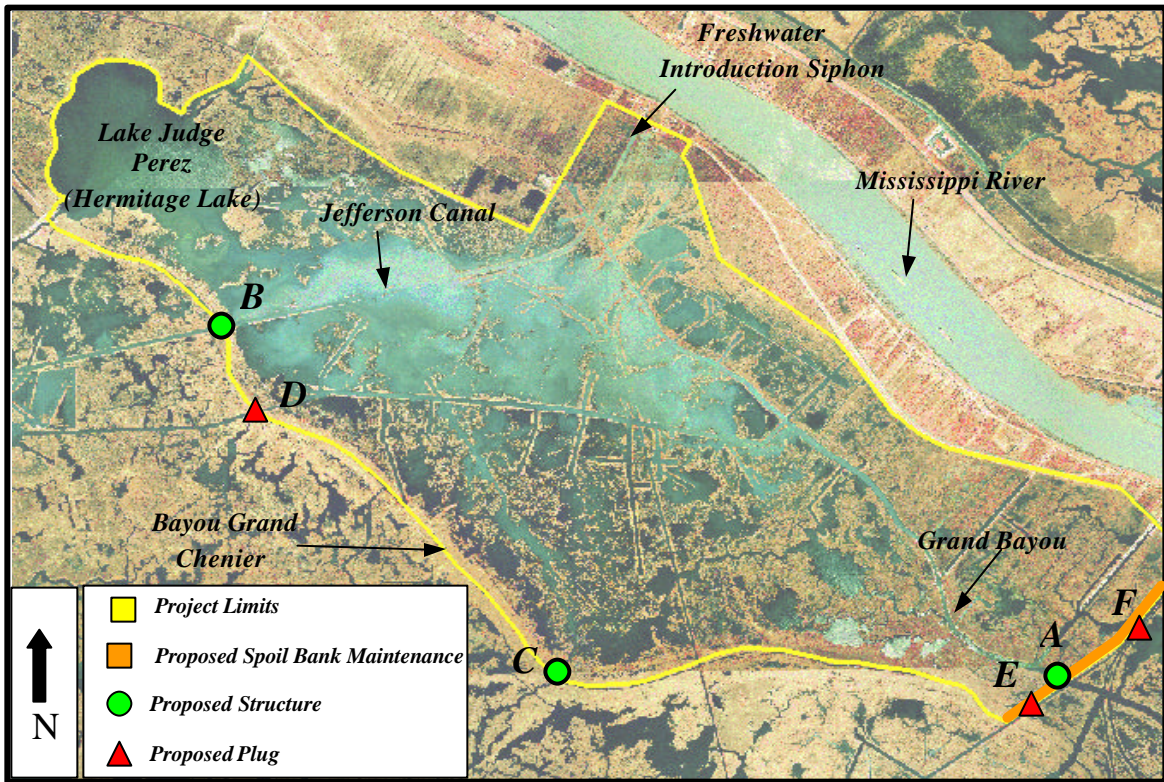 Freshwater
Introduction Siphon
Lake Judge
Perez
(Hermitage Lake)
Mississippi River
Jefferson Canal
B
D
Bayou Grand
Chenier
Grand Bayou
F
A
C
E
N
Project Limits
Proposed Spoil Bank Maintenance
Proposed Structure
Proposed Plug